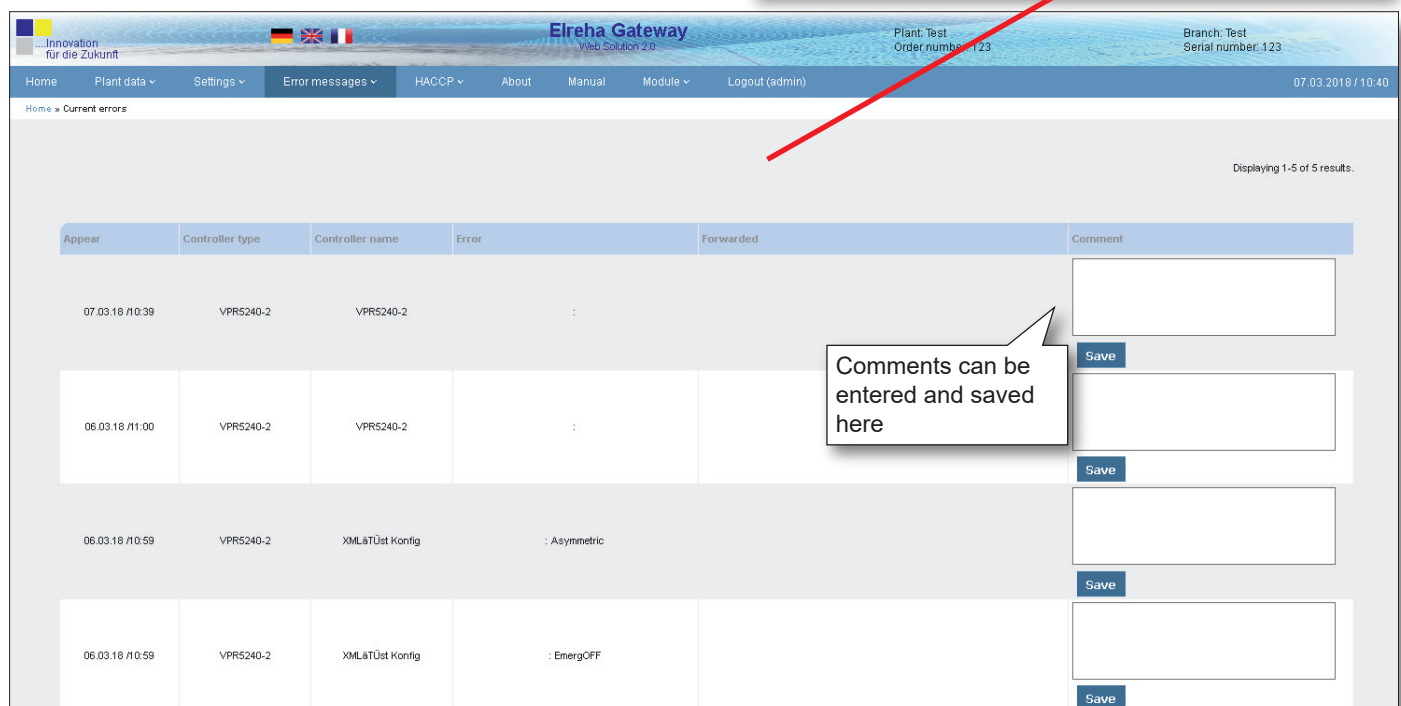 ....Innovation
für die Zukunft
Elreha Gateway
Web Solution 2.0
Plant: Test
Order number: 123
Branch: Test
Serial number: 123
Home Plant data Settings Error messages HACCP About Manual Module Logout (admin) 07.03.2018 / 10:40
Home » Current errors
Displaying 1-5 of 5 results.
Appear Controller type Controller name Error Forwarded Comment
07.03.18 /10:39 VPR5240-2 VPR5240-2 :
Save
Comments can be
entered and saved
here
06.03.18 /11:00 VPR5240-2 VPR5240-2 :
Save
06.03.18 /10:59 VPR5240-2 XMLäTÜst Konfig : Asymmetric
Save
06.03.18 /10:59 VPR5240-2 XMLäTÜst Konfig : EmergOFF
Save